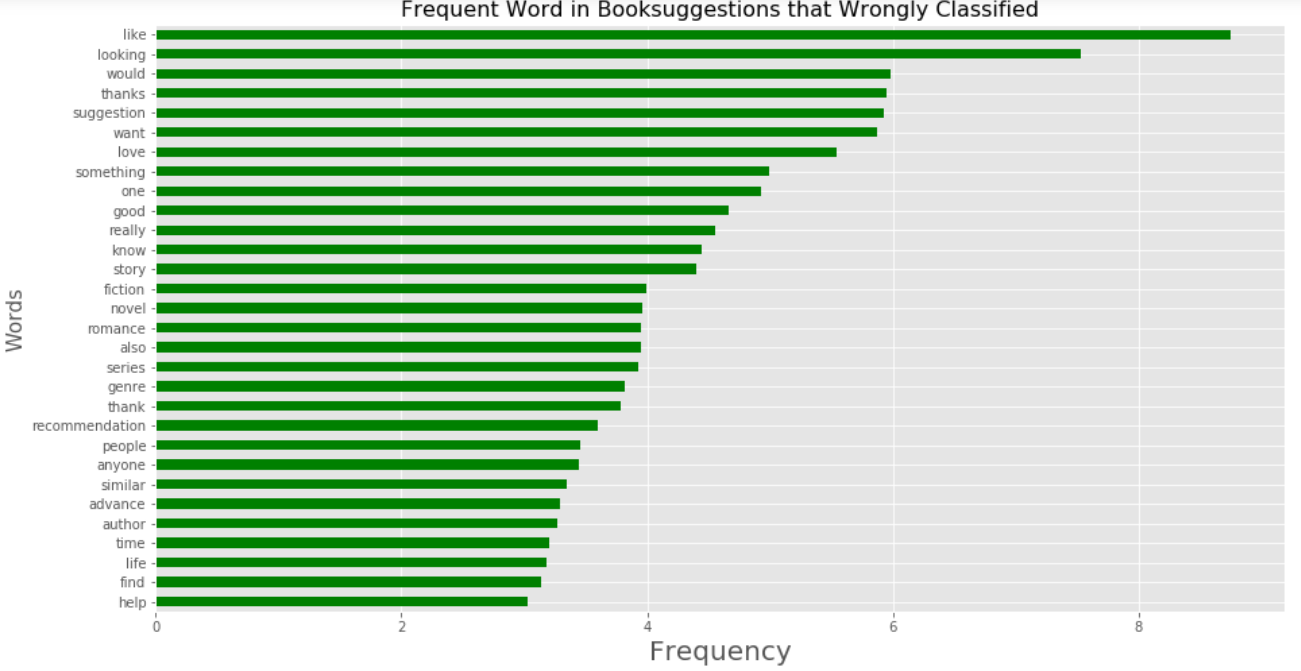 Frequent Word in Booksuggestions that Wrongly Classified
like
looking
would
thanks
suggestion
want
love
something
one
good
really
know
story
fiction
novel
romance
also
series
genre
thank
recommendation
people
anyone
similar
advance
author
time
life
find
help
Words
0 2 4 6 8
Frequency